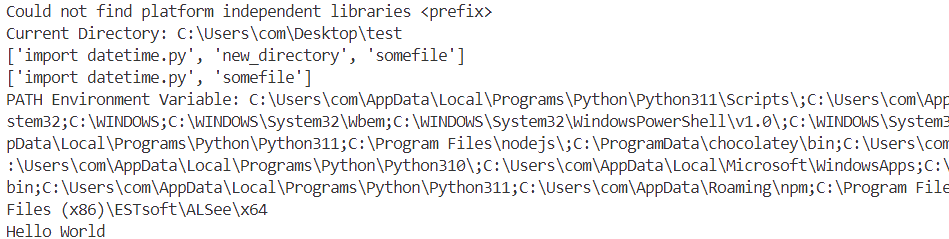 Could not find platform independent libraries <prefix>
Current Directory: C:\Users\com\Desktop\test
['import datetime.py', 'new_directory', 'somefile']
['import datetime.py', 'somefile']
PATH Environment Variable: C:\Users\com\AppData\Local\Programs\Python\Python311\Scripts\;C:\Users\com\App
stem32;C:\WINDOWS;C:\WINDOWS\System32\Wbem;C:\WINDOWS\System32\WindowsPowerShell\v1.0\;C:\WINDOWS\System3
pData\Local\Programs\Python\Python311;C:\Program Files\nodejs\;C:\ProgramData\chocolatey\bin;C:\Users\com
:\Users\com\AppData\Local\Programs\Python\Python310\;C:\Users\com\AppData\Local\Microsoft\WindowsApps;C:\
bin;C:\Users\com\AppData\Local\Programs\Python\Python311;C:\Users\com\AppData\Roaming\npm;C:\Program File
Files (x86)\ESTsoft\ALSee\x64
Hello World